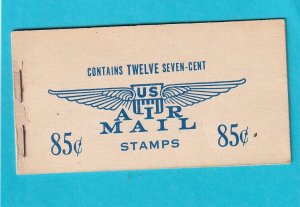 CONTAINS TWELVE SEVEN-CENT
US
AIR
MAIL
85¢ STAMPS 85¢